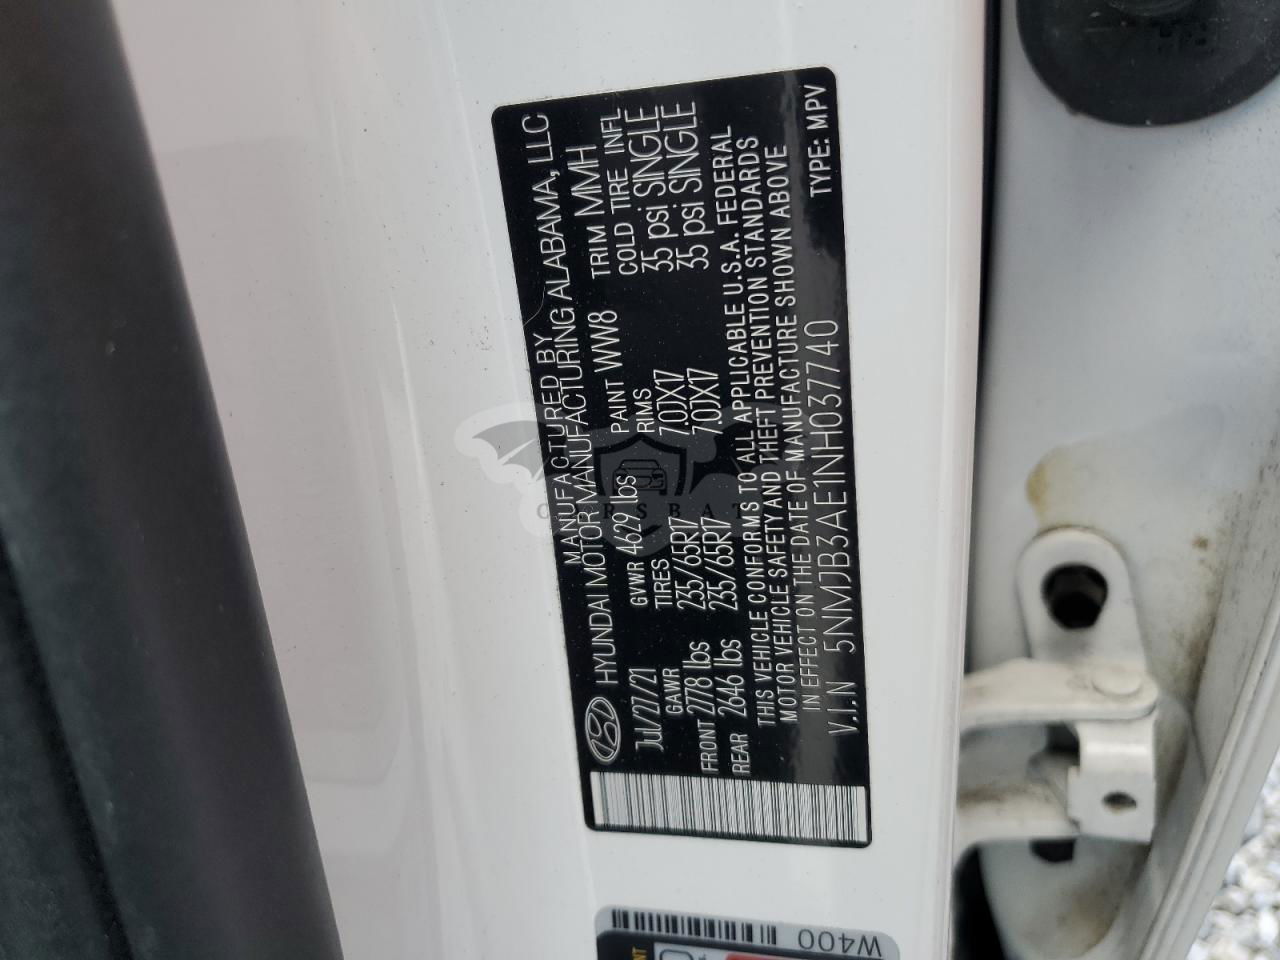 MANUFACTURED BY
HYUNDAI MOTOR MANUFACTURING ALABAMA, LLC
Jul/27/21 GVWR 4629 lbs PAINT WW8 TRIM MMH
GAWR TIRES RIMS COLD TIRE INFL
FRONT 2778 lbs 235/65R17 7.0JX17 35 psi SINGLE
REAR 2646 lbs 235/65R17 7.0JX17 35 psi SINGLE
THIS VEHICLE CONFORMS TO ALL APPLICABLE U.S.A. FEDERAL
MOTOR VEHICLE SAFETY AND THEFT PREVENTION STANDARDS
IN EFFECT ON THE DATE OF MANUFACTURE SHOWN ABOVE
V.I.N 5NMJB3AE1NH037740 TYPE: MPV
CORSBAT
W400